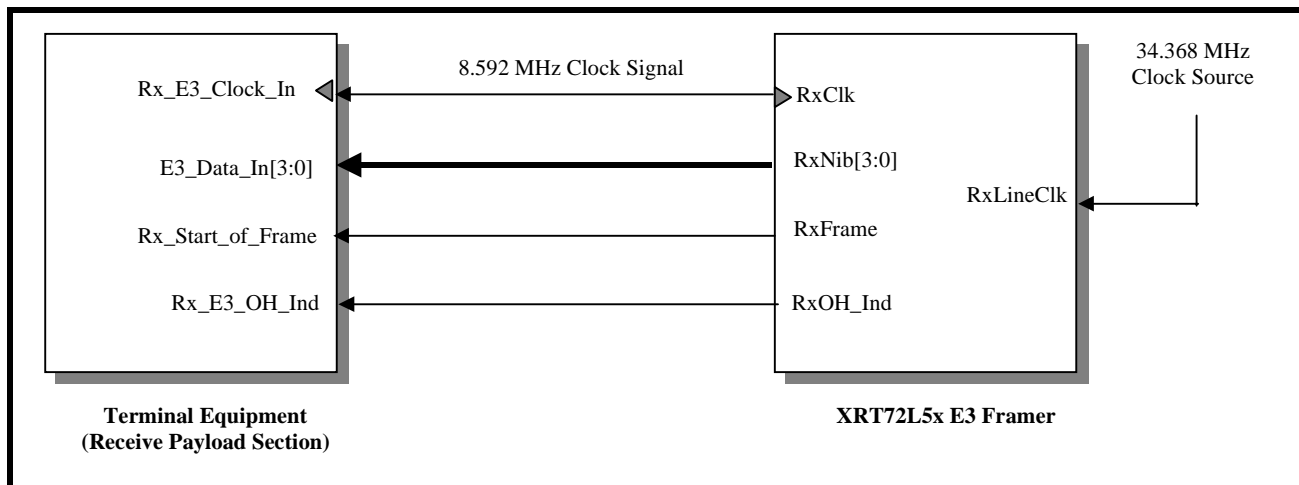 34.368 MHz
Clock Source
8.592 MHz Clock Signal
Rx_E3_Clock_In
RxClk
E3_Data_In[3:0]
RxNib[3:0]
RxLineClk
Rx_Start_of_Frame
RxFrame
Rx_E3_OH_Ind
RxOH_Ind
Terminal Equipment
(Receive Payload Section)
XRT72L5x E3 Framer